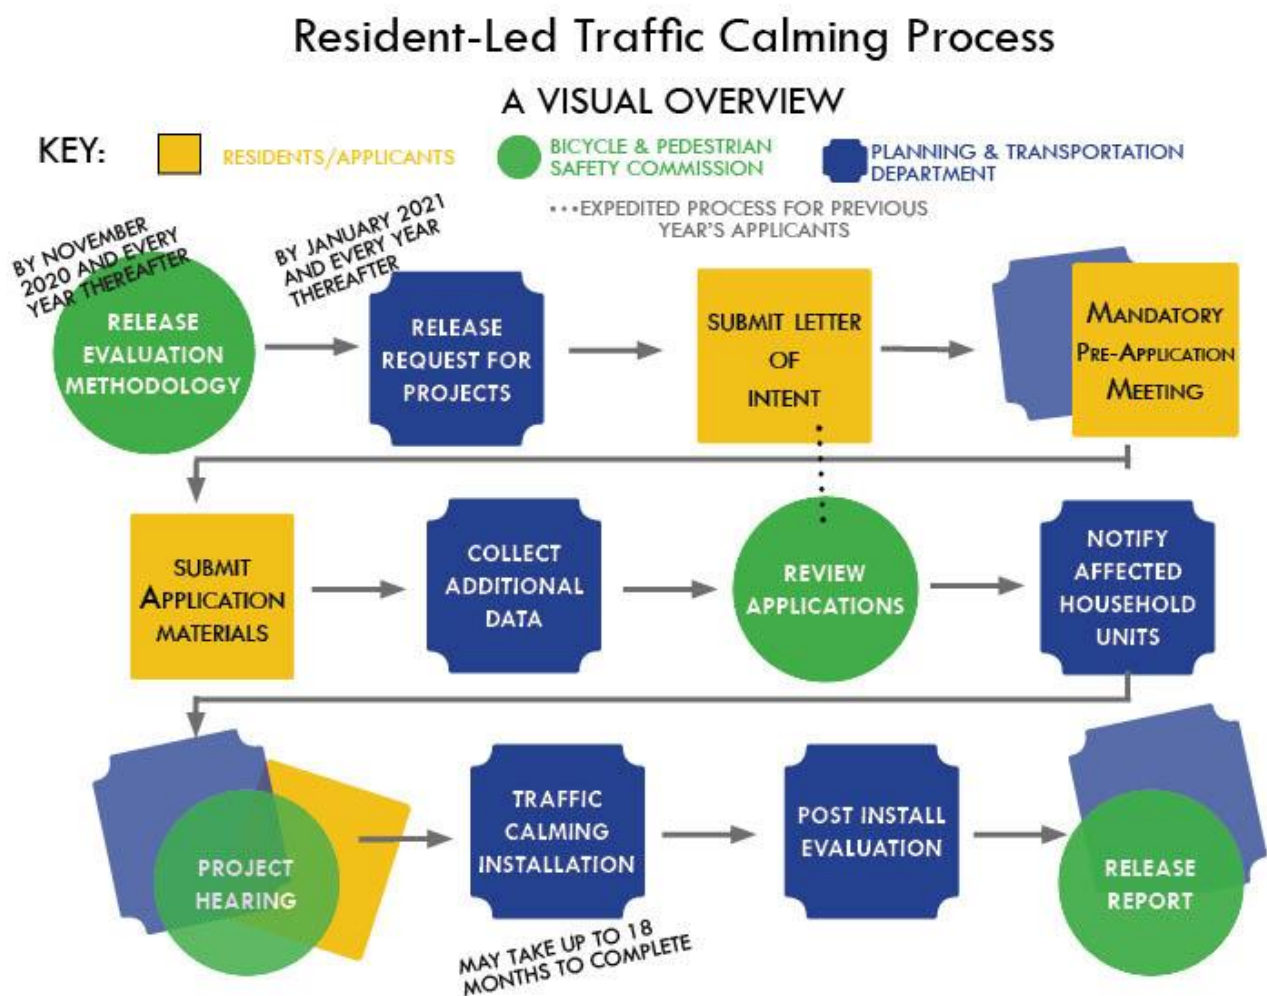 Resident-Led Traffic Calming Process
A VISUAL OVERVIEW
KEY:
RESIDENTS/APPLICANTS
BICYCLE & PEDESTRIAN
SAFETY COMMISSION
PLANNING & TRANSPORTATION
DEPARTMENT
•••EXPEDITED PROCESS FOR PREVIOUS
YEAR'S APPLICANTS
BY NOVEMBER
2020 AND EVERY
YEAR THEREAFTER
RELEASE
EVALUATION
METHODOLOGY
BY JANUARY 2021
AND EVERY YEAR
THEREAFTER
RELEASE
REQUEST FOR
PROJECTS
SUBMIT LETTER
OF
INTENT
MANDATORY
PRE-APPLICATION
MEETING
SUBMIT
APPLICATION
MATERIALS
COLLECT
ADDITIONAL
DATA
REVIEW
APPLICATIONS
NOTIFY
AFFECTED
HOUSEHOLD
UNITS
PROJECT
HEARING
TRAFFIC
CALMING
INSTALLATION
MAY TAKE UP TO 18
MONTHS TO COMPLETE
POST INSTALL
EVALUATION
RELEASE
REPORT